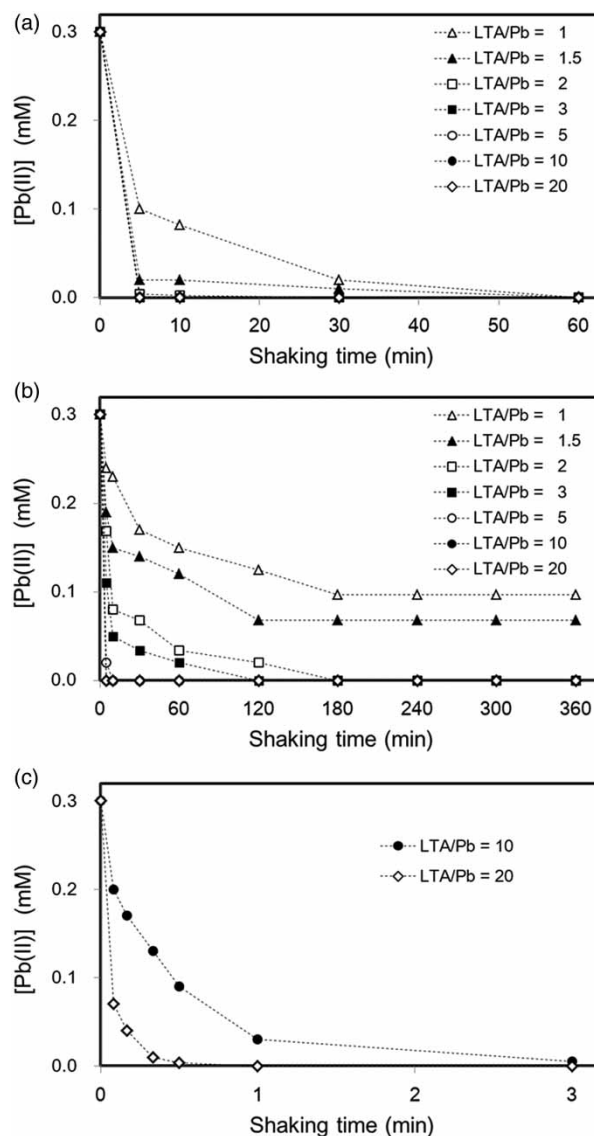 (a)
0.3
0.2
0.1
0.0
[Pb(II)] (mM)
LTA/Pb = 1
LTA/Pb = 1.5
LTA/Pb = 2
LTA/Pb = 3
LTA/Pb = 5
LTA/Pb = 10
LTA/Pb = 20
0 10 20 30 40 50 60
Shaking time (min)
(b)
0.3
0.2
0.1
0.0
[Pb(II)] (mM)
LTA/Pb = 1
LTA/Pb = 1.5
LTA/Pb = 2
LTA/Pb = 3
LTA/Pb = 5
LTA/Pb = 10
LTA/Pb = 20
0 60 120 180 240 300 360
Shaking time (min)
(c)
0.3
0.2
0.1
0.0
[Pb(II)] (mM)
LTA/Pb = 10
LTA/Pb = 20
0 1 2 3
Shaking time (min)